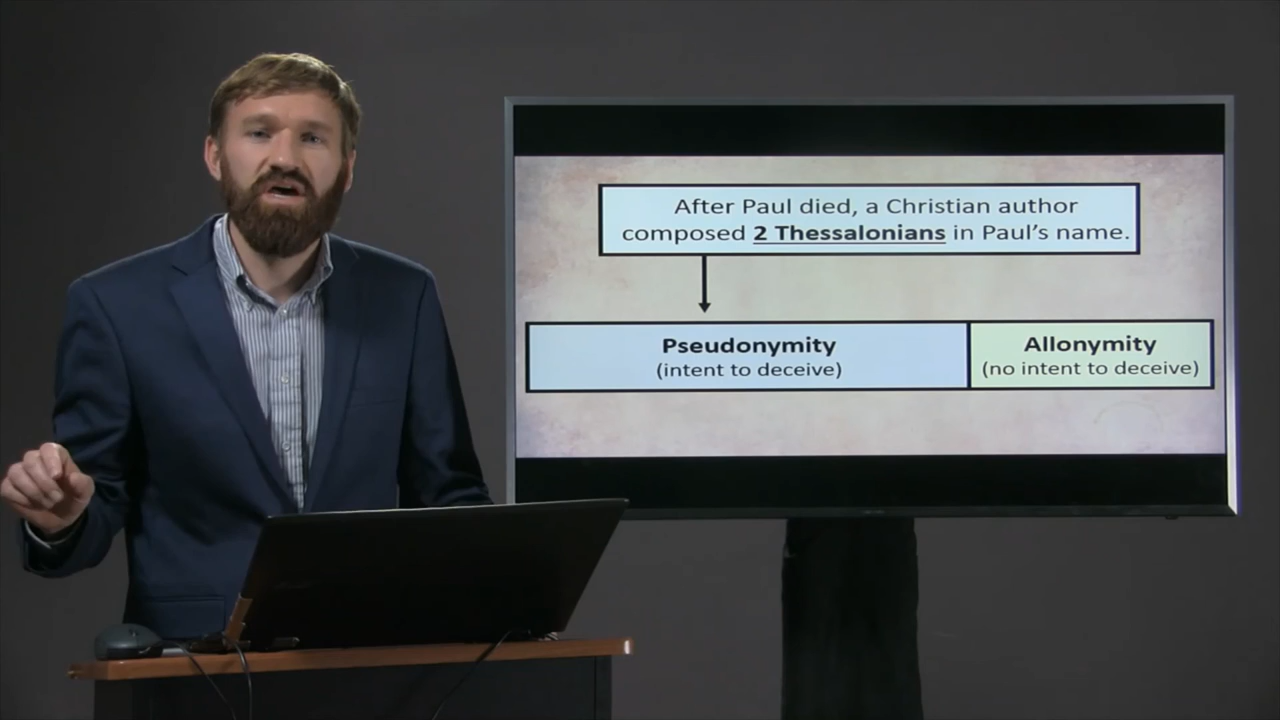 After Paul died, a Christian author
composed 2 Thessalonians in Paul’s name.
Pseudonymity
(intent to deceive)
Allonymity
(no intent to deceive)